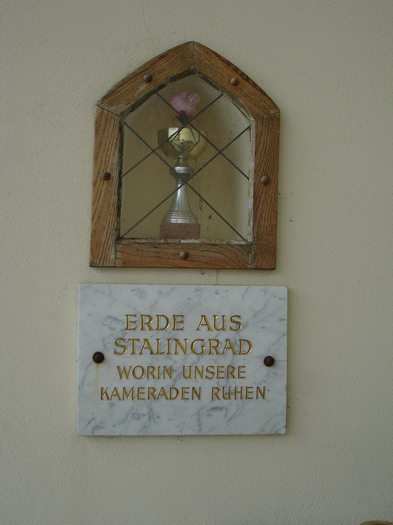 ERDE AUS
STALINGRAD
WORIN UNSERE
KAMERADEN RUHEN